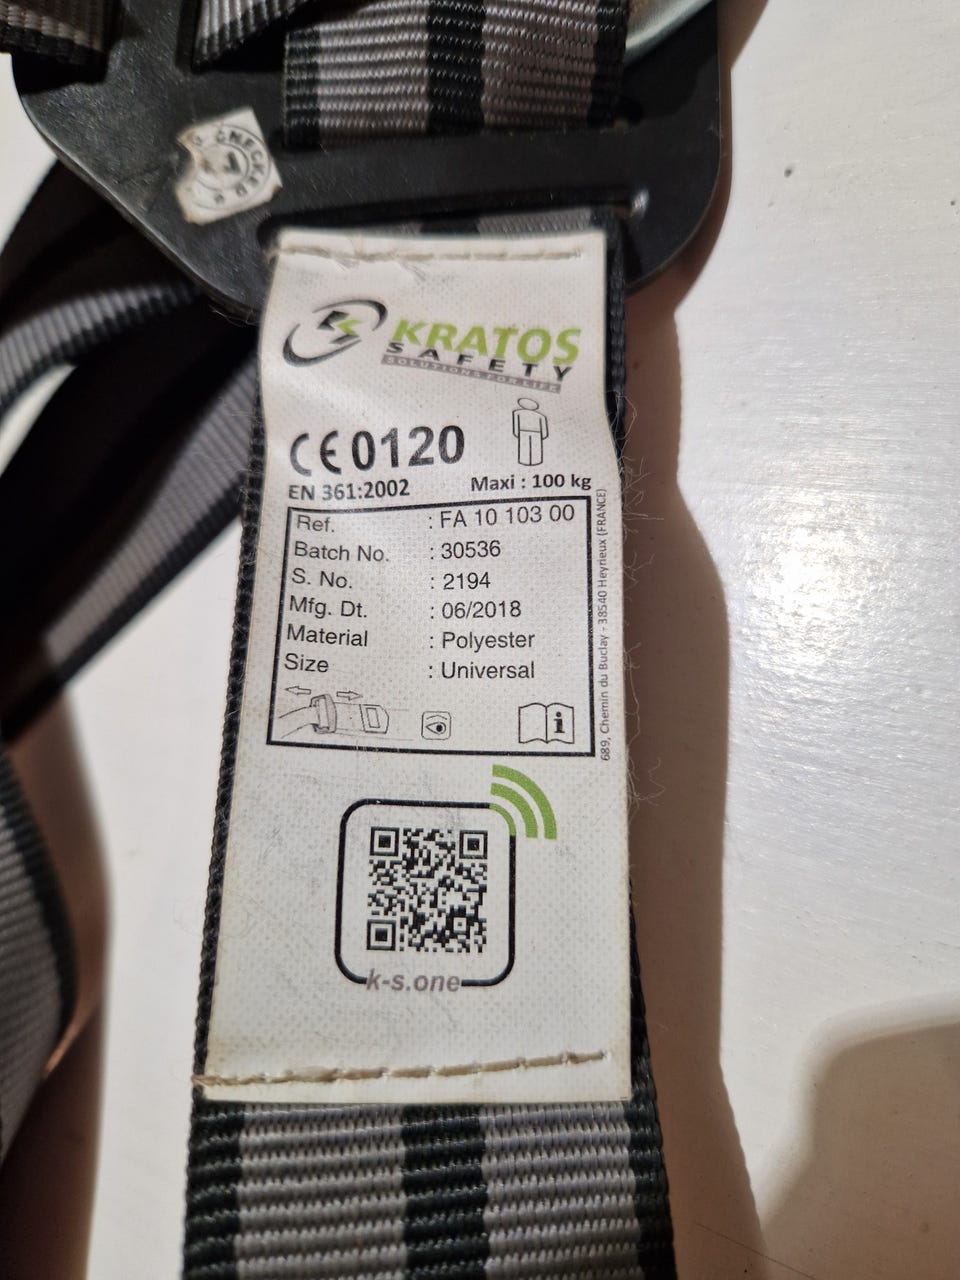 CHECKED
KRATOS
SAFETY
SOLUTIONS FOR LIFE
CE 0120
EN 361:2002
Maxi : 100 kg
Ref. : FA 10 103 00
Batch No. : 30536
S. No. : 2194
Mfg. Dt. : 06/2018
Material : Polyester
Size : Universal
i
689, Chemin du Buclay - 38540 Heyrieux (FRANCE)
k-s.one